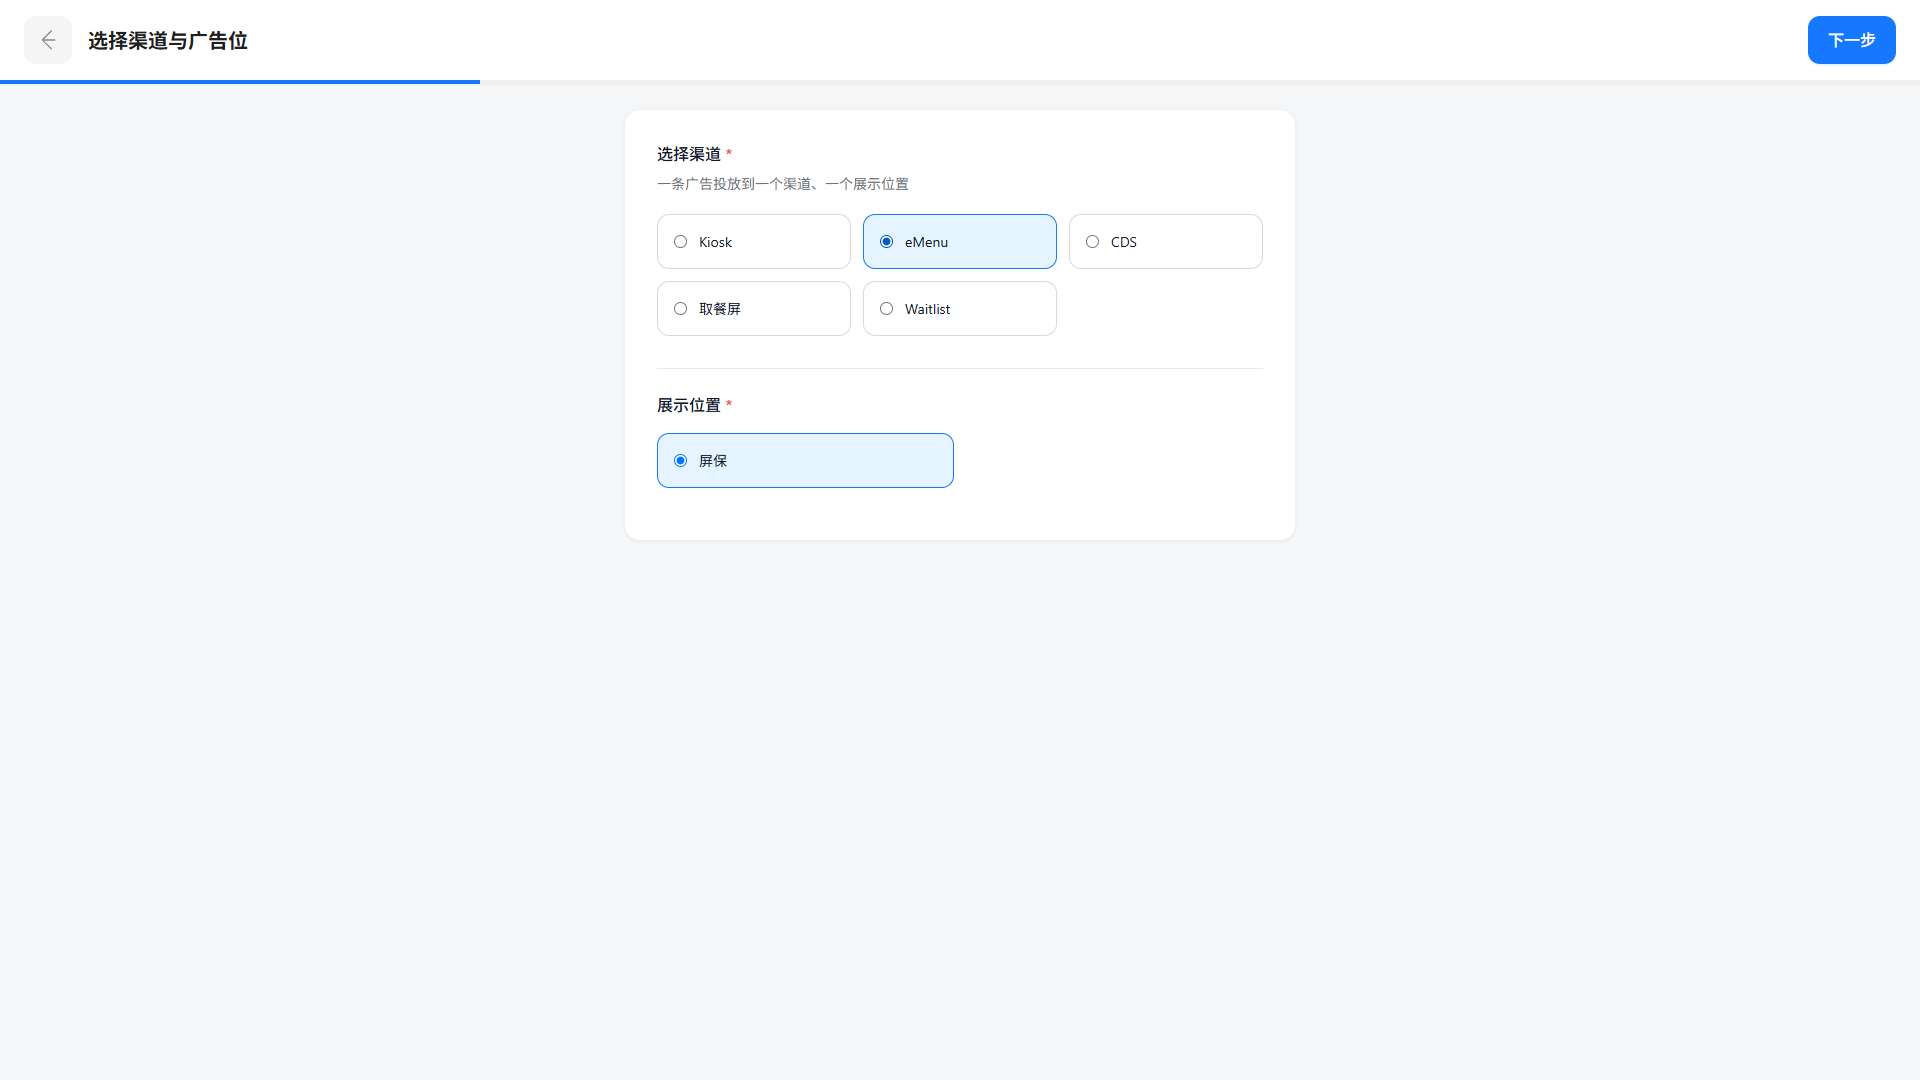 选择渠道与广告位
下一步
选择渠道 *
一条广告投放到一个渠道、一个展示位置
Kiosk
eMenu
CDS
取餐屏
Waitlist
展示位置 *
屏保